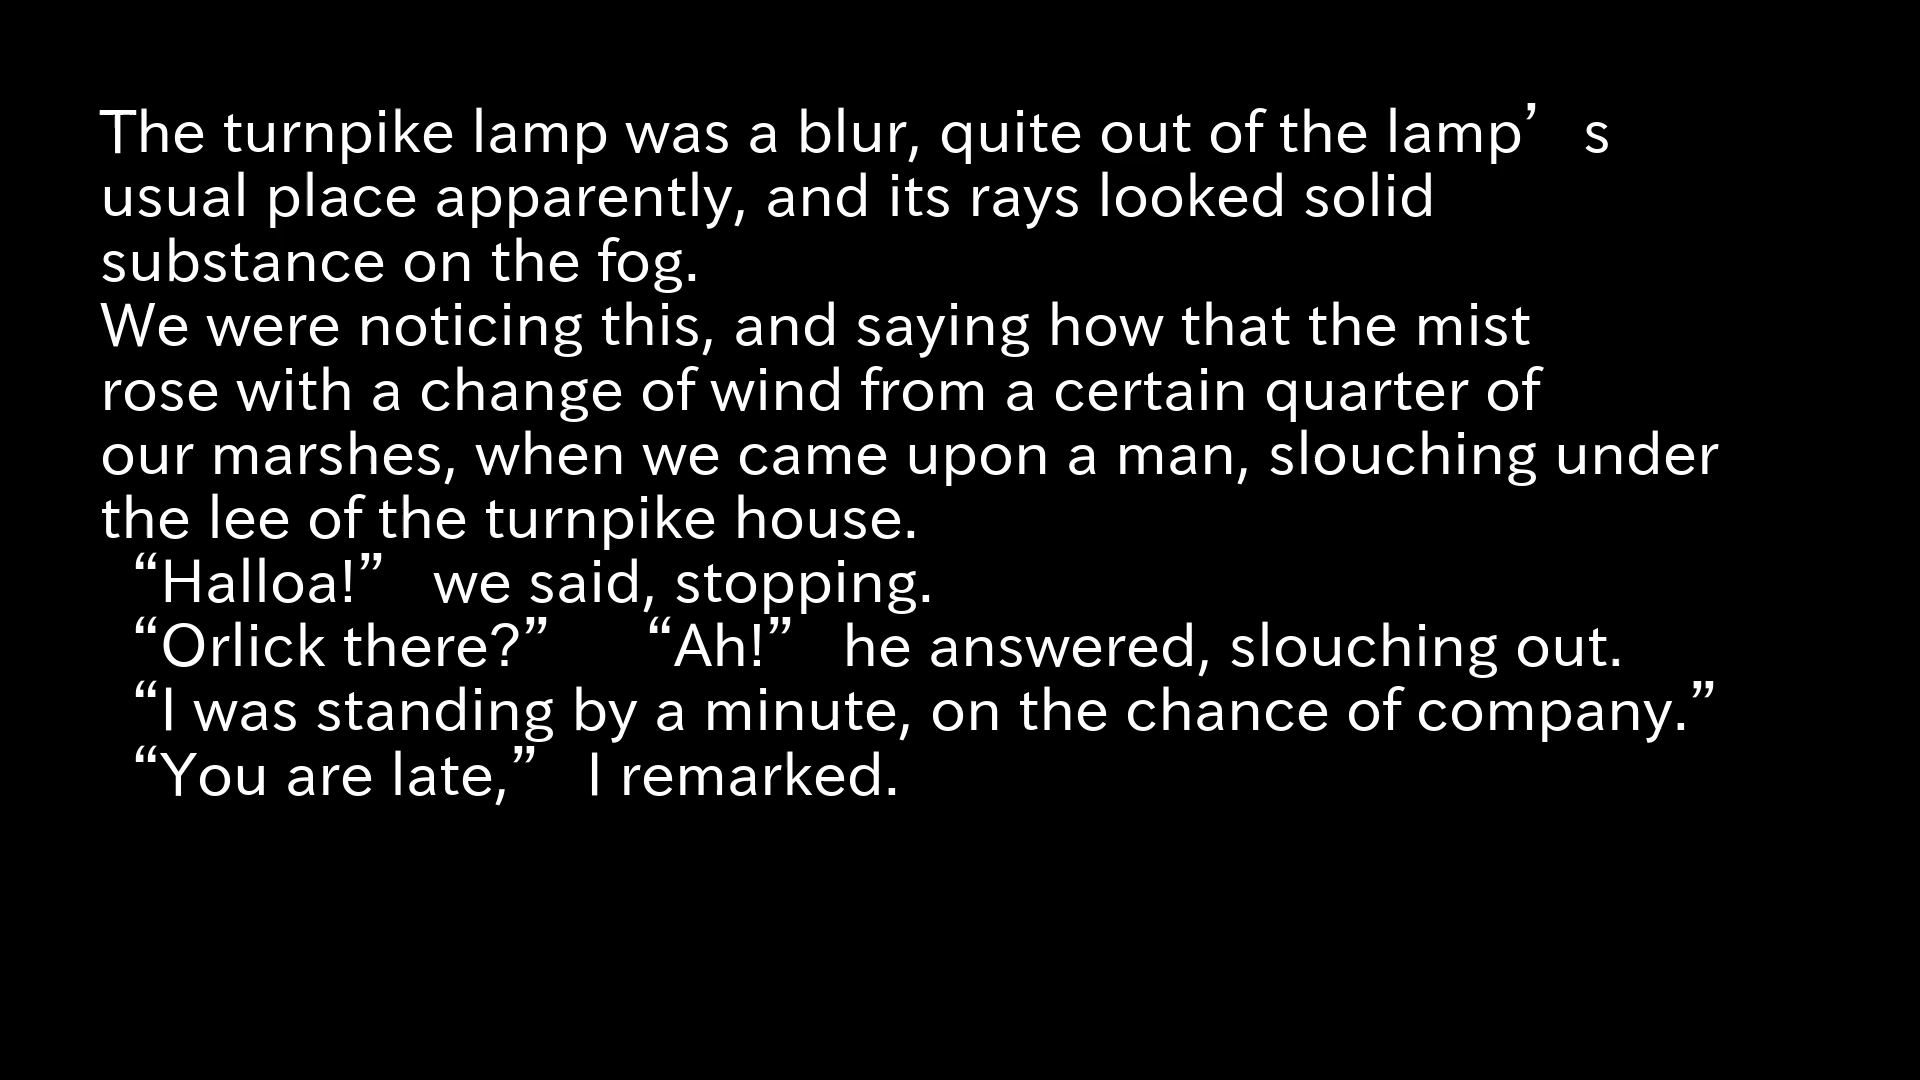 The turnpike lamp was a blur, quite out of the lamp’s
usual place apparently, and its rays looked solid
substance on the fog.
We were noticing this, and saying how that the mist
rose with a change of wind from a certain quarter of
our marshes, when we came upon a man, slouching under
the lee of the turnpike house.
“Halloa!” we said, stopping.
“Orlick there?” “Ah!” he answered, slouching out.
“I was standing by a minute, on the chance of company.”
“You are late,” I remarked.